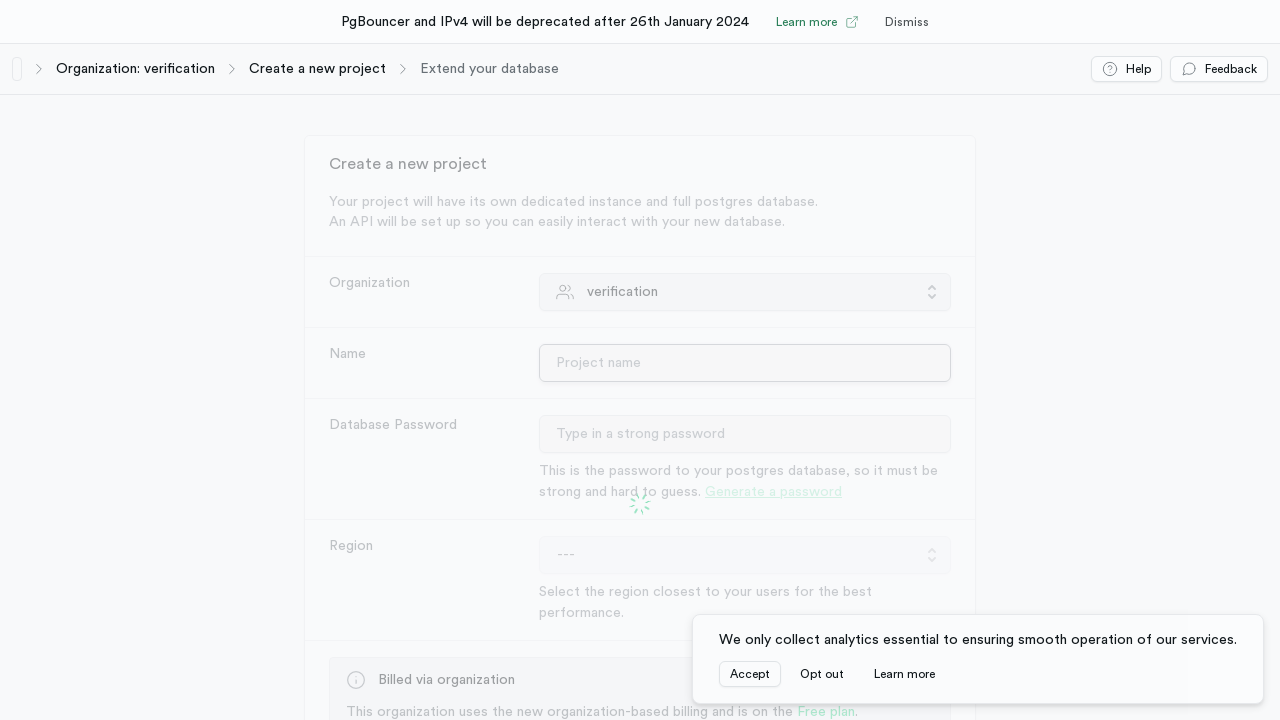 PgBouncer and IPv4 will be deprecated after 26th January 2024 Learn more Dismiss
Organization: verification Create a new project Extend your database Help Feedback
Create a new project
Your project will have its own dedicated instance and full postgres database.
An API will be set up so you can easily interact with your new database.
Organization verification
Name Project name
Database Password Type in a strong password
This is the password to your postgres database, so it must be
strong and hard to guess. Generate a password
Region ---
Select the region closest to your users for the best
performance.
We only collect analytics essential to ensuring smooth operation of our services.
Accept Opt out Learn more
Billed via organization
This organization uses the new organization-based billing and is on the Free plan.